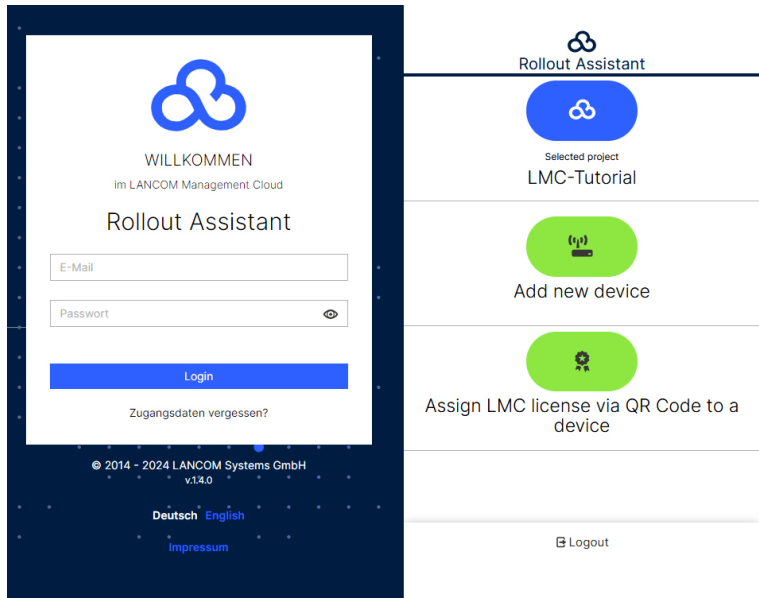 WILLKOMMEN
im LANCOM Management Cloud
Rollout Assistant
E-Mail
Passwort
Login
Zugangsdaten vergessen?
© 2014 - 2024 LANCOM Systems GmbH
v.1.4.0
Deutsch English
Impressum
Rollout Assistant
Selected project
LMC-Tutorial
Add new device
Assign LMC license via QR Code to a
device
Logout